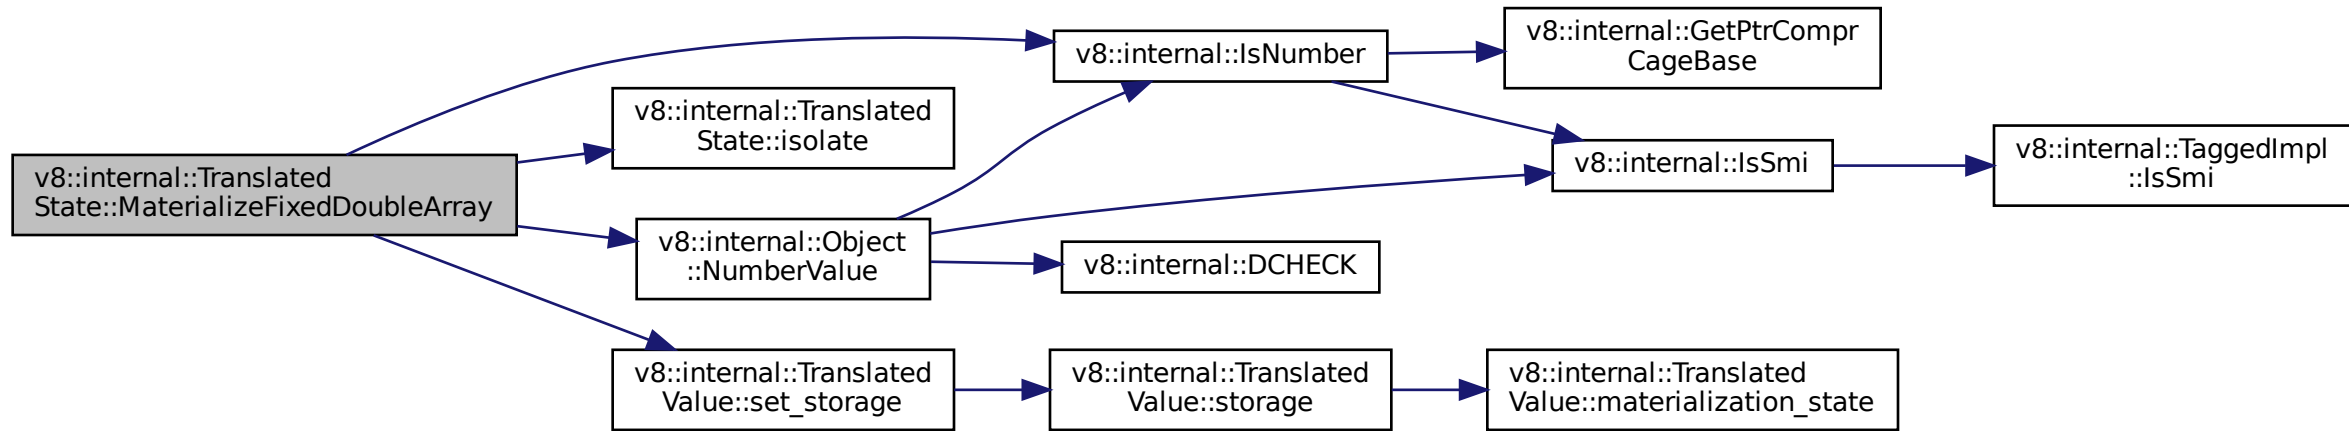 v8::internal::Translated
State::MaterializeFixedDoubleArray
v8::internal::IsNumber
v8::internal::GetPtrCompr
CageBase
v8::internal::Translated
State::isolate
v8::internal::IsSmi
v8::internal::TaggedImpl
::IsSmi
v8::internal::Object
::NumberValue
v8::internal::DCHECK
v8::internal::Translated
Value::set_storage
v8::internal::Translated
Value::storage
v8::internal::Translated
Value::materialization_state